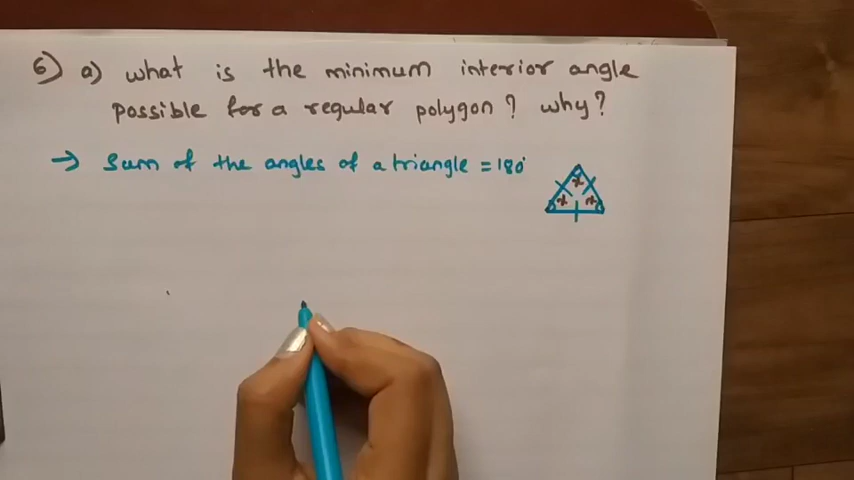 6) a) what is the minimum interior angle
possible for a regular polygon? why?
→ Sum of the angles of a triangle = 180°
x
x x